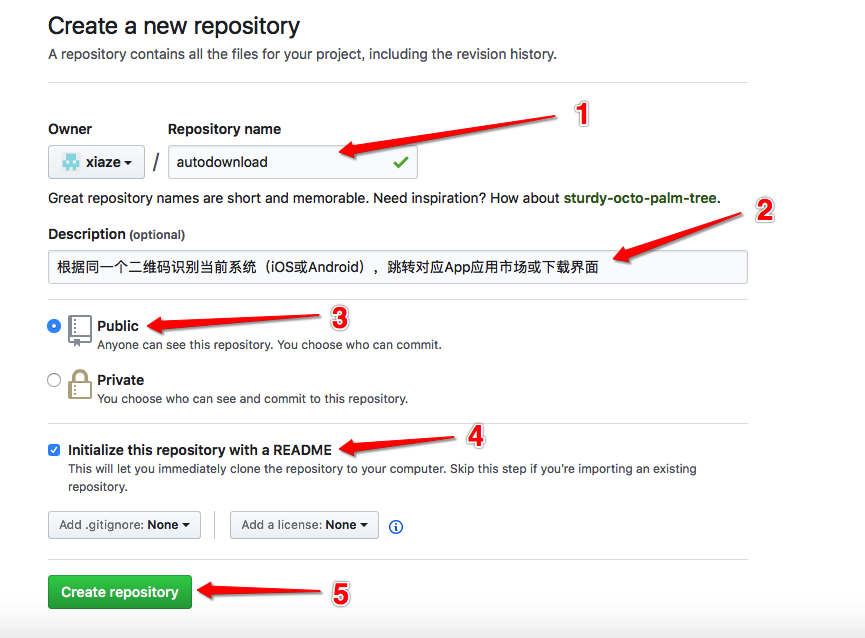 Create a new repository
A repository contains all the files for your project, including the revision history.
1
Owner Repository name
xiaze / autodownload
Great repository names are short and memorable. Need inspiration? How about sturdy-octo-palm-tree.
2
Description (optional)
根据同一个二维码识别当前系统（iOS或Android），跳转对应App应用市场或下载界面
3
Public
Anyone can see this repository. You choose who can commit.
Private
You choose who can see and commit to this repository.
4
Initialize this repository with a README
This will let you immediately clone the repository to your computer. Skip this step if you're importing an existing
repository.
Add .gitignore: None Add a license: None
Create repository
5